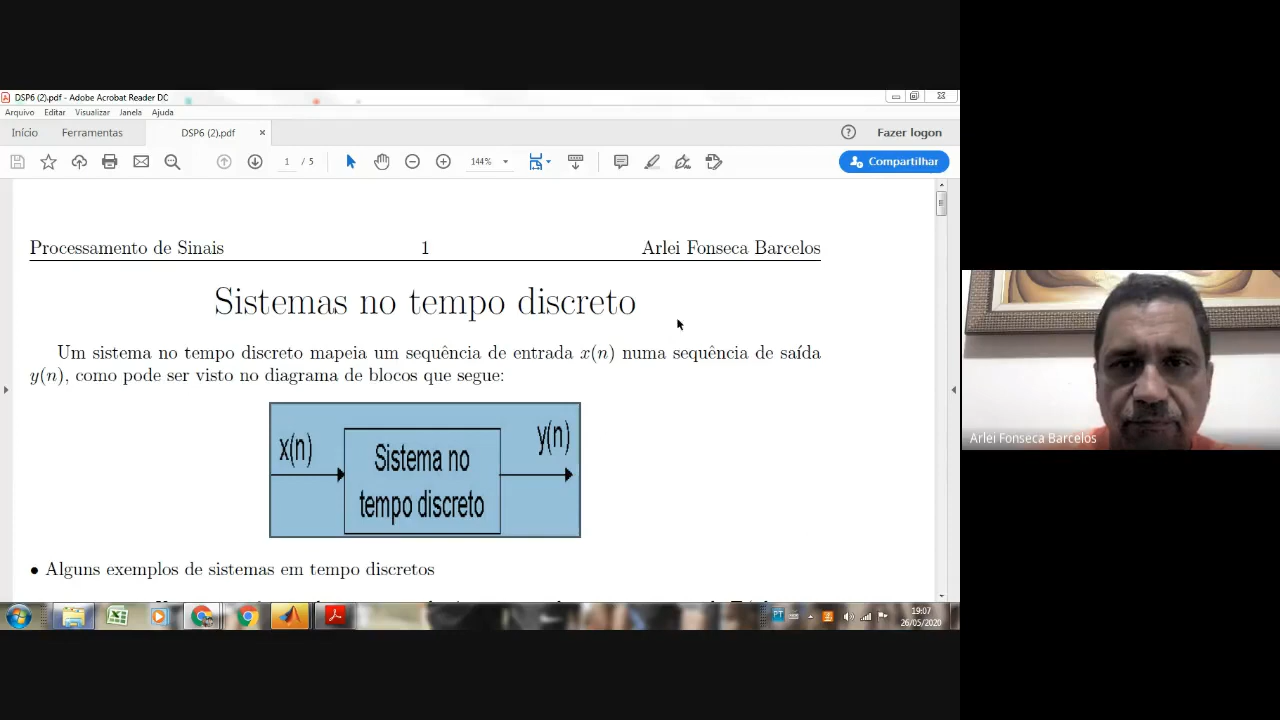 DSP6 (2).pdf - Adobe Acrobat Reader DC
Arquivo Editar Visualizar Janela Ajuda
Início Ferramentas DSP6 (2).pdf × Fazer logon
1 / 5 144% Compartilhar
Processamento de Sinais 1 Arlei Fonseca Barcelos
Sistemas no tempo discreto
Um sistema no tempo discreto mapeia um sequência de entrada x(n) numa sequência de saída
y(n), como pode ser visto no diagrama de blocos que segue:
x(n) Sistema no tempo discreto y(n)
• Alguns exemplos de sistemas em tempo discretos
PT 19:07
26/05/2020
Arlei Fonseca Barcelos